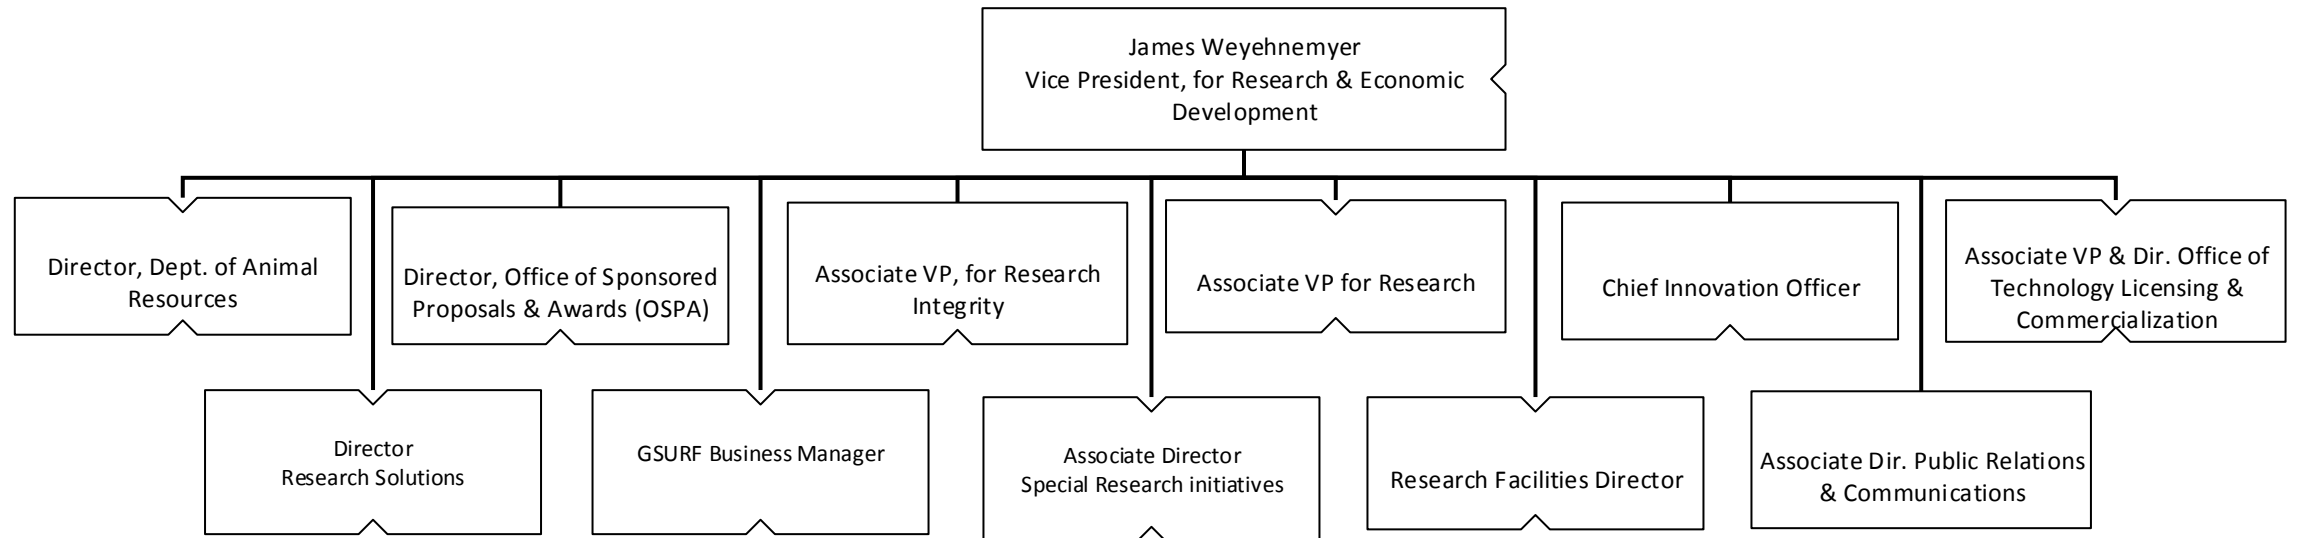 James Weyehnemyer
Vice President, for Research & Economic
Development
Director, Dept. of Animal
Resources
Director, Office of Sponsored
Proposals & Awards (OSPA)
Associate VP, for Research
Integrity
Associate VP for Research
Chief Innovation Officer
Associate VP & Dir. Office of
Technology Licensing &
Commercialization
Director
Research Solutions
GSURF Business Manager
Associate Director
Special Research initiatives
Research Facilities Director
Associate Dir. Public Relations
& Communications